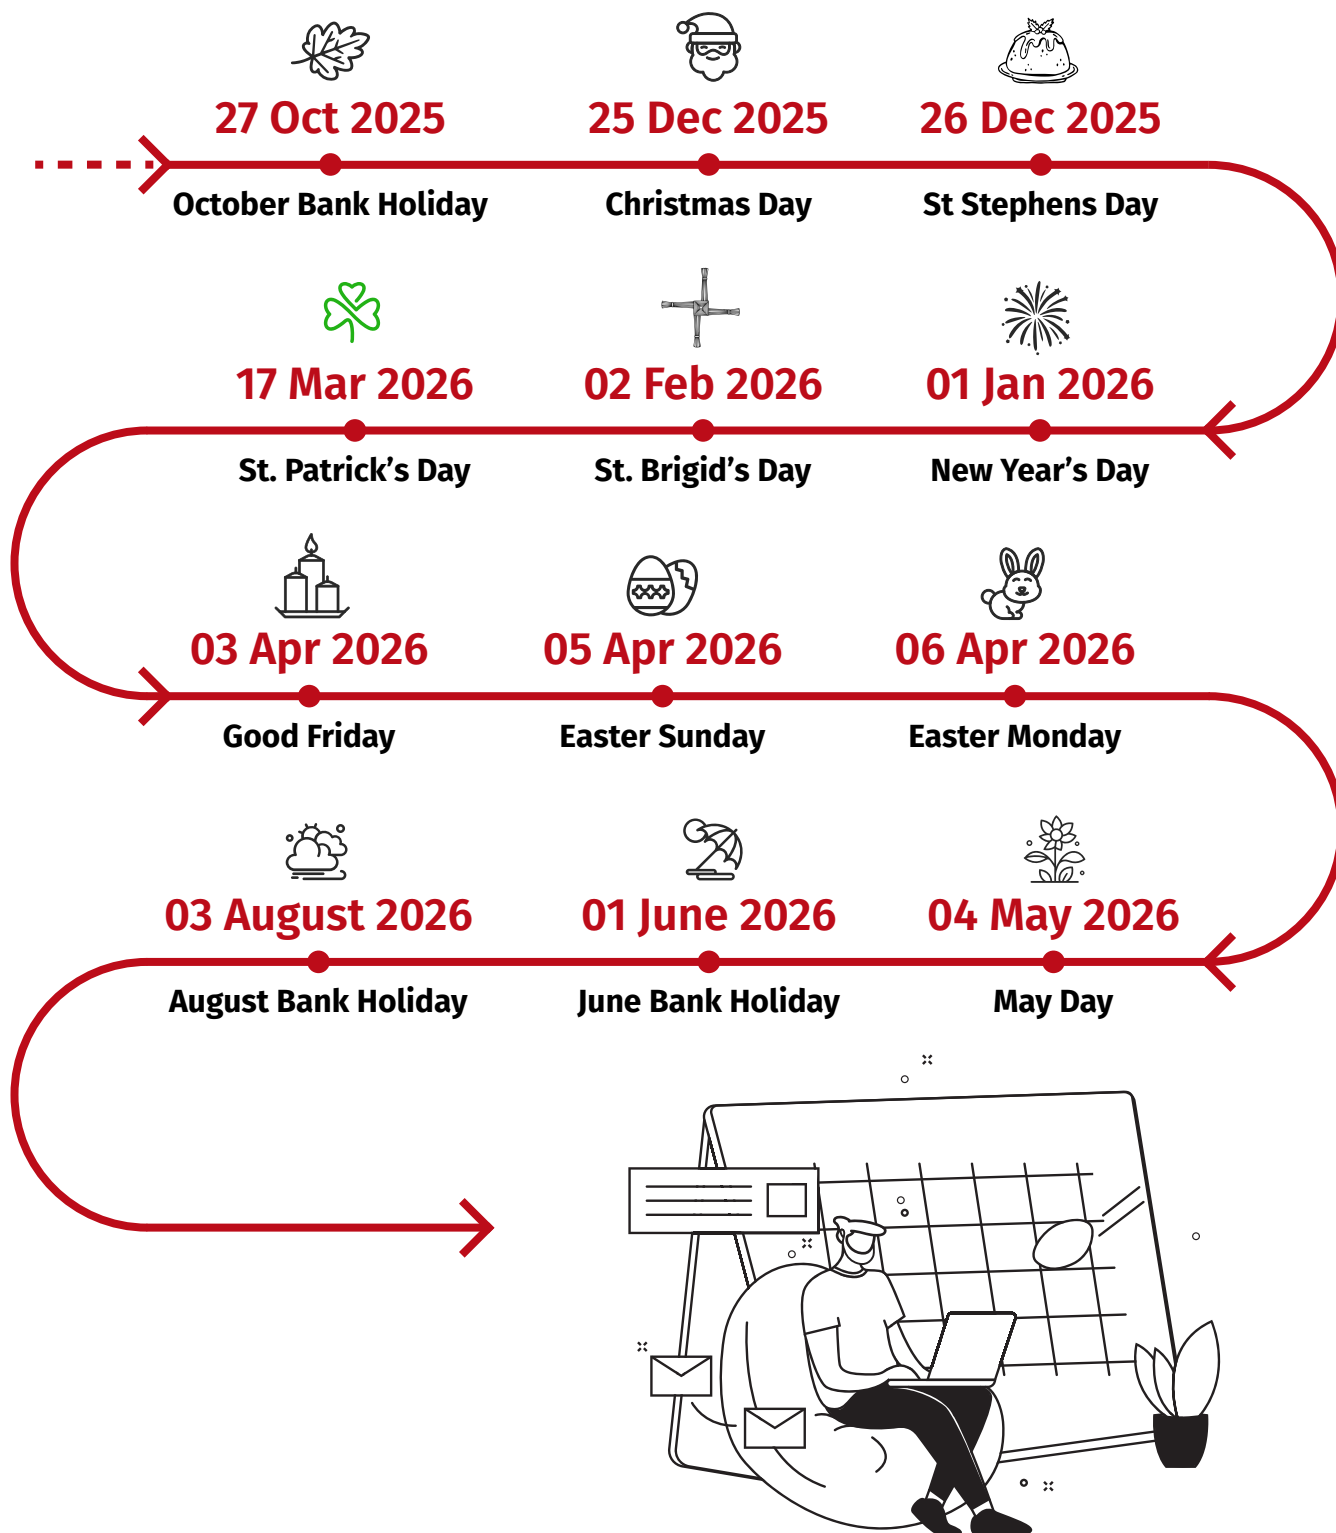 27 Oct 2025
October Bank Holiday
25 Dec 2025
Christmas Day
26 Dec 2025
St Stephens Day
01 Jan 2026
New Year’s Day
02 Feb 2026
St. Brigid’s Day
17 Mar 2026
St. Patrick’s Day
03 Apr 2026
Good Friday
05 Apr 2026
Easter Sunday
06 Apr 2026
Easter Monday
04 May 2026
May Day
01 June 2026
June Bank Holiday
03 August 2026
August Bank Holiday